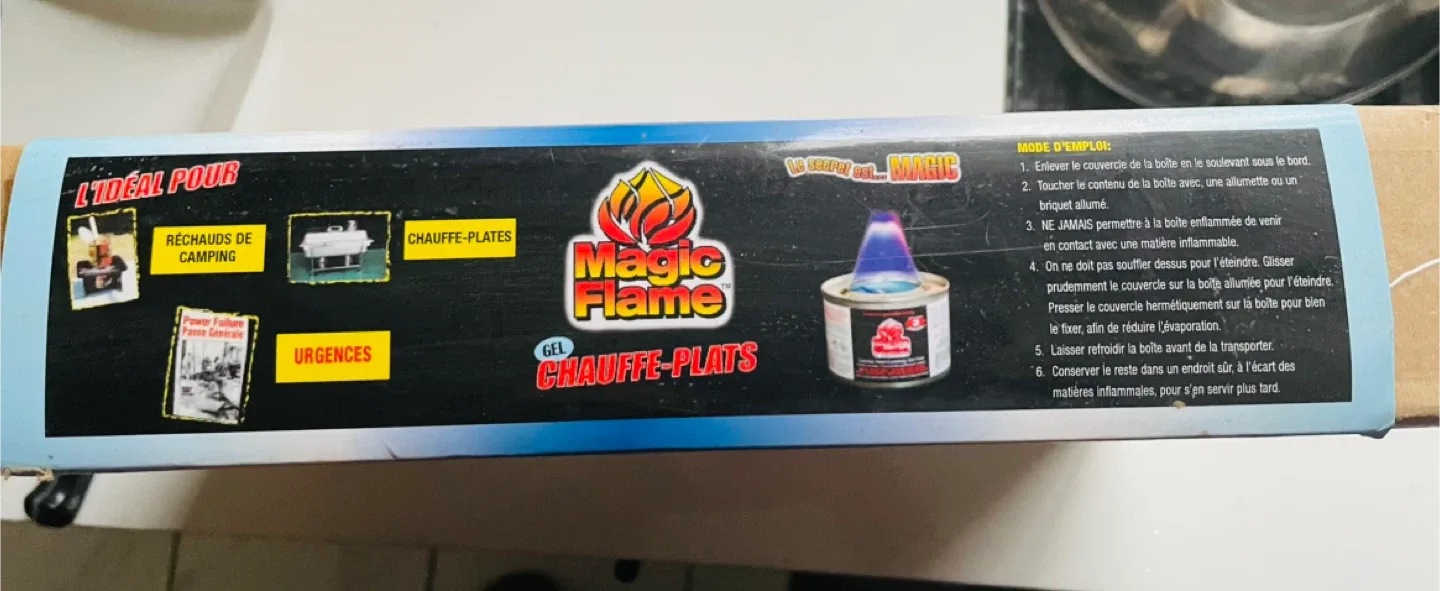 L'IDÉAL POUR
RÉCHAUDS DE
CAMPING
CHAUFFE-PLATES
Power Failure
Panne Générale
URGENCES
Magic
Flame™
GEL
CHAUFFE-PLATS
Le secret est... MAGIC
MODE D'EMPLOI:
1. Enlever le couvercle de la boîte en le soulevant sous le bord.
2. Toucher le contenu de la boîte avec, une allumette ou un
briquet allumé.
3. NE JAMAIS permettre à la boîte enflammée de venir
en contact avec une matière inflammable.
4. On ne doit pas souffler dessus pour l'éteindre. Glisser
prudemment le couvercle sur la boîte allumée pour l'éteindre.
Presser le couvercle hermétiquement sur la boîte pour bien
le fixer, afin de réduire l'évaporation.
5. Laisser refroidir la boîte avant de la transporter.
6. Conserver le reste dans un endroit sûr, à l'écart des
matières inflammales, pour s'en servir plus tard.